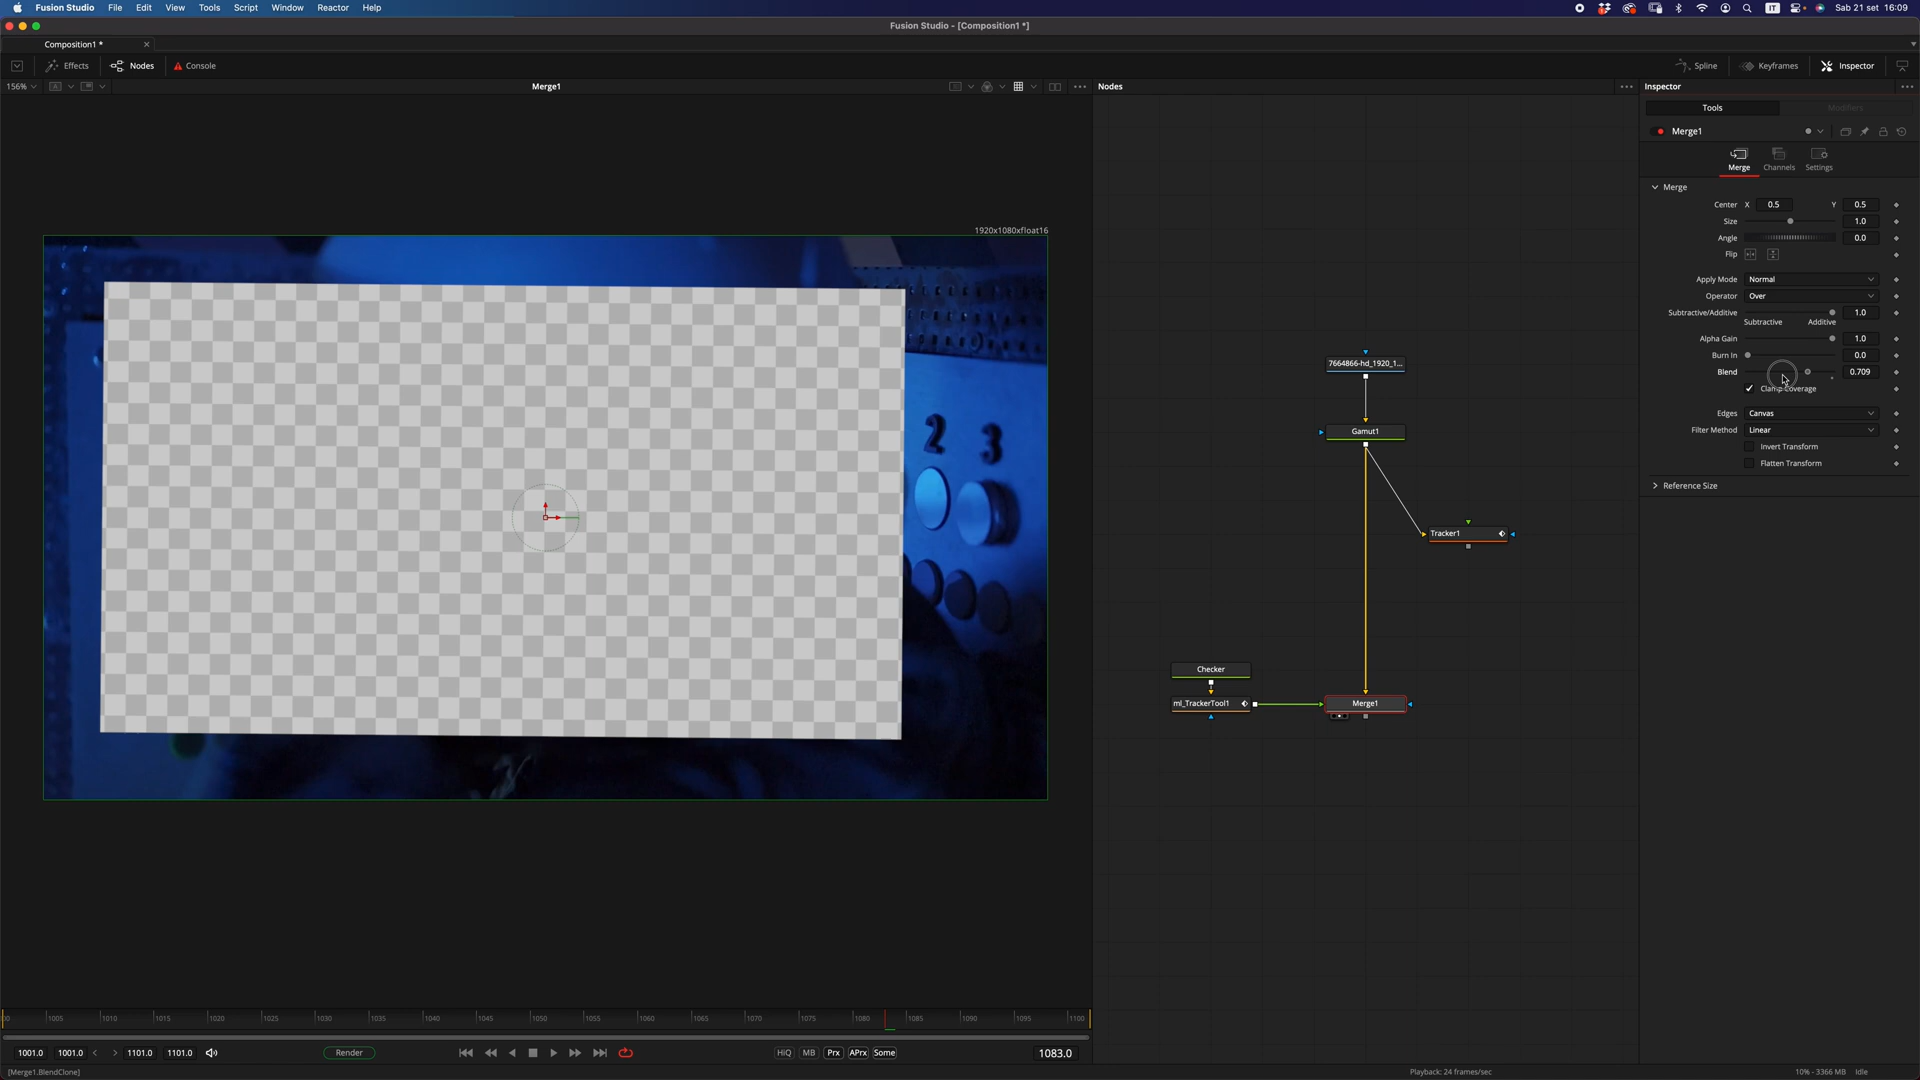 Fusion Studio File Edit View Tools Script Window Reactor Help
IT Sab 21 set 16:09
Fusion Studio - [Composition1 *]
Composition1 *
Effects Nodes Console Spline Keyframes Inspector
156% A Merge1 Nodes Inspector
Tools Modifiers
Merge1
Merge Channels Settings
Merge
Center X 0.5 Y 0.5
Size 1.0
Angle 0.0
Flip
Apply Mode Normal
Operator Over
Subtractive/Additive 1.0
Subtractive Additive
Alpha Gain 1.0
Burn In 0.0
Blend 0.709
Clamp Coverage
Edges Canvas
Filter Method Linear
Invert Transform
Flatten Transform
Reference Size
1920x1080xfloat16
2 3
7664866-hd_1920_1...
Gamut1
Tracker1
Checker
ml_TrackerTool1 Merge1
1005 1010 1015 1020 1025 1030 1035 1040 1045 1050 1055 1060 1065 1070 1075 1080 1085 1090 1095 1100
1001.0 1001.0 1101.0 1101.0 Render HiQ MB Prx APrx Some 1083.0
[Merge1.BlendClone] Playback: 24 frames/sec 10% - 3366 MB Idle